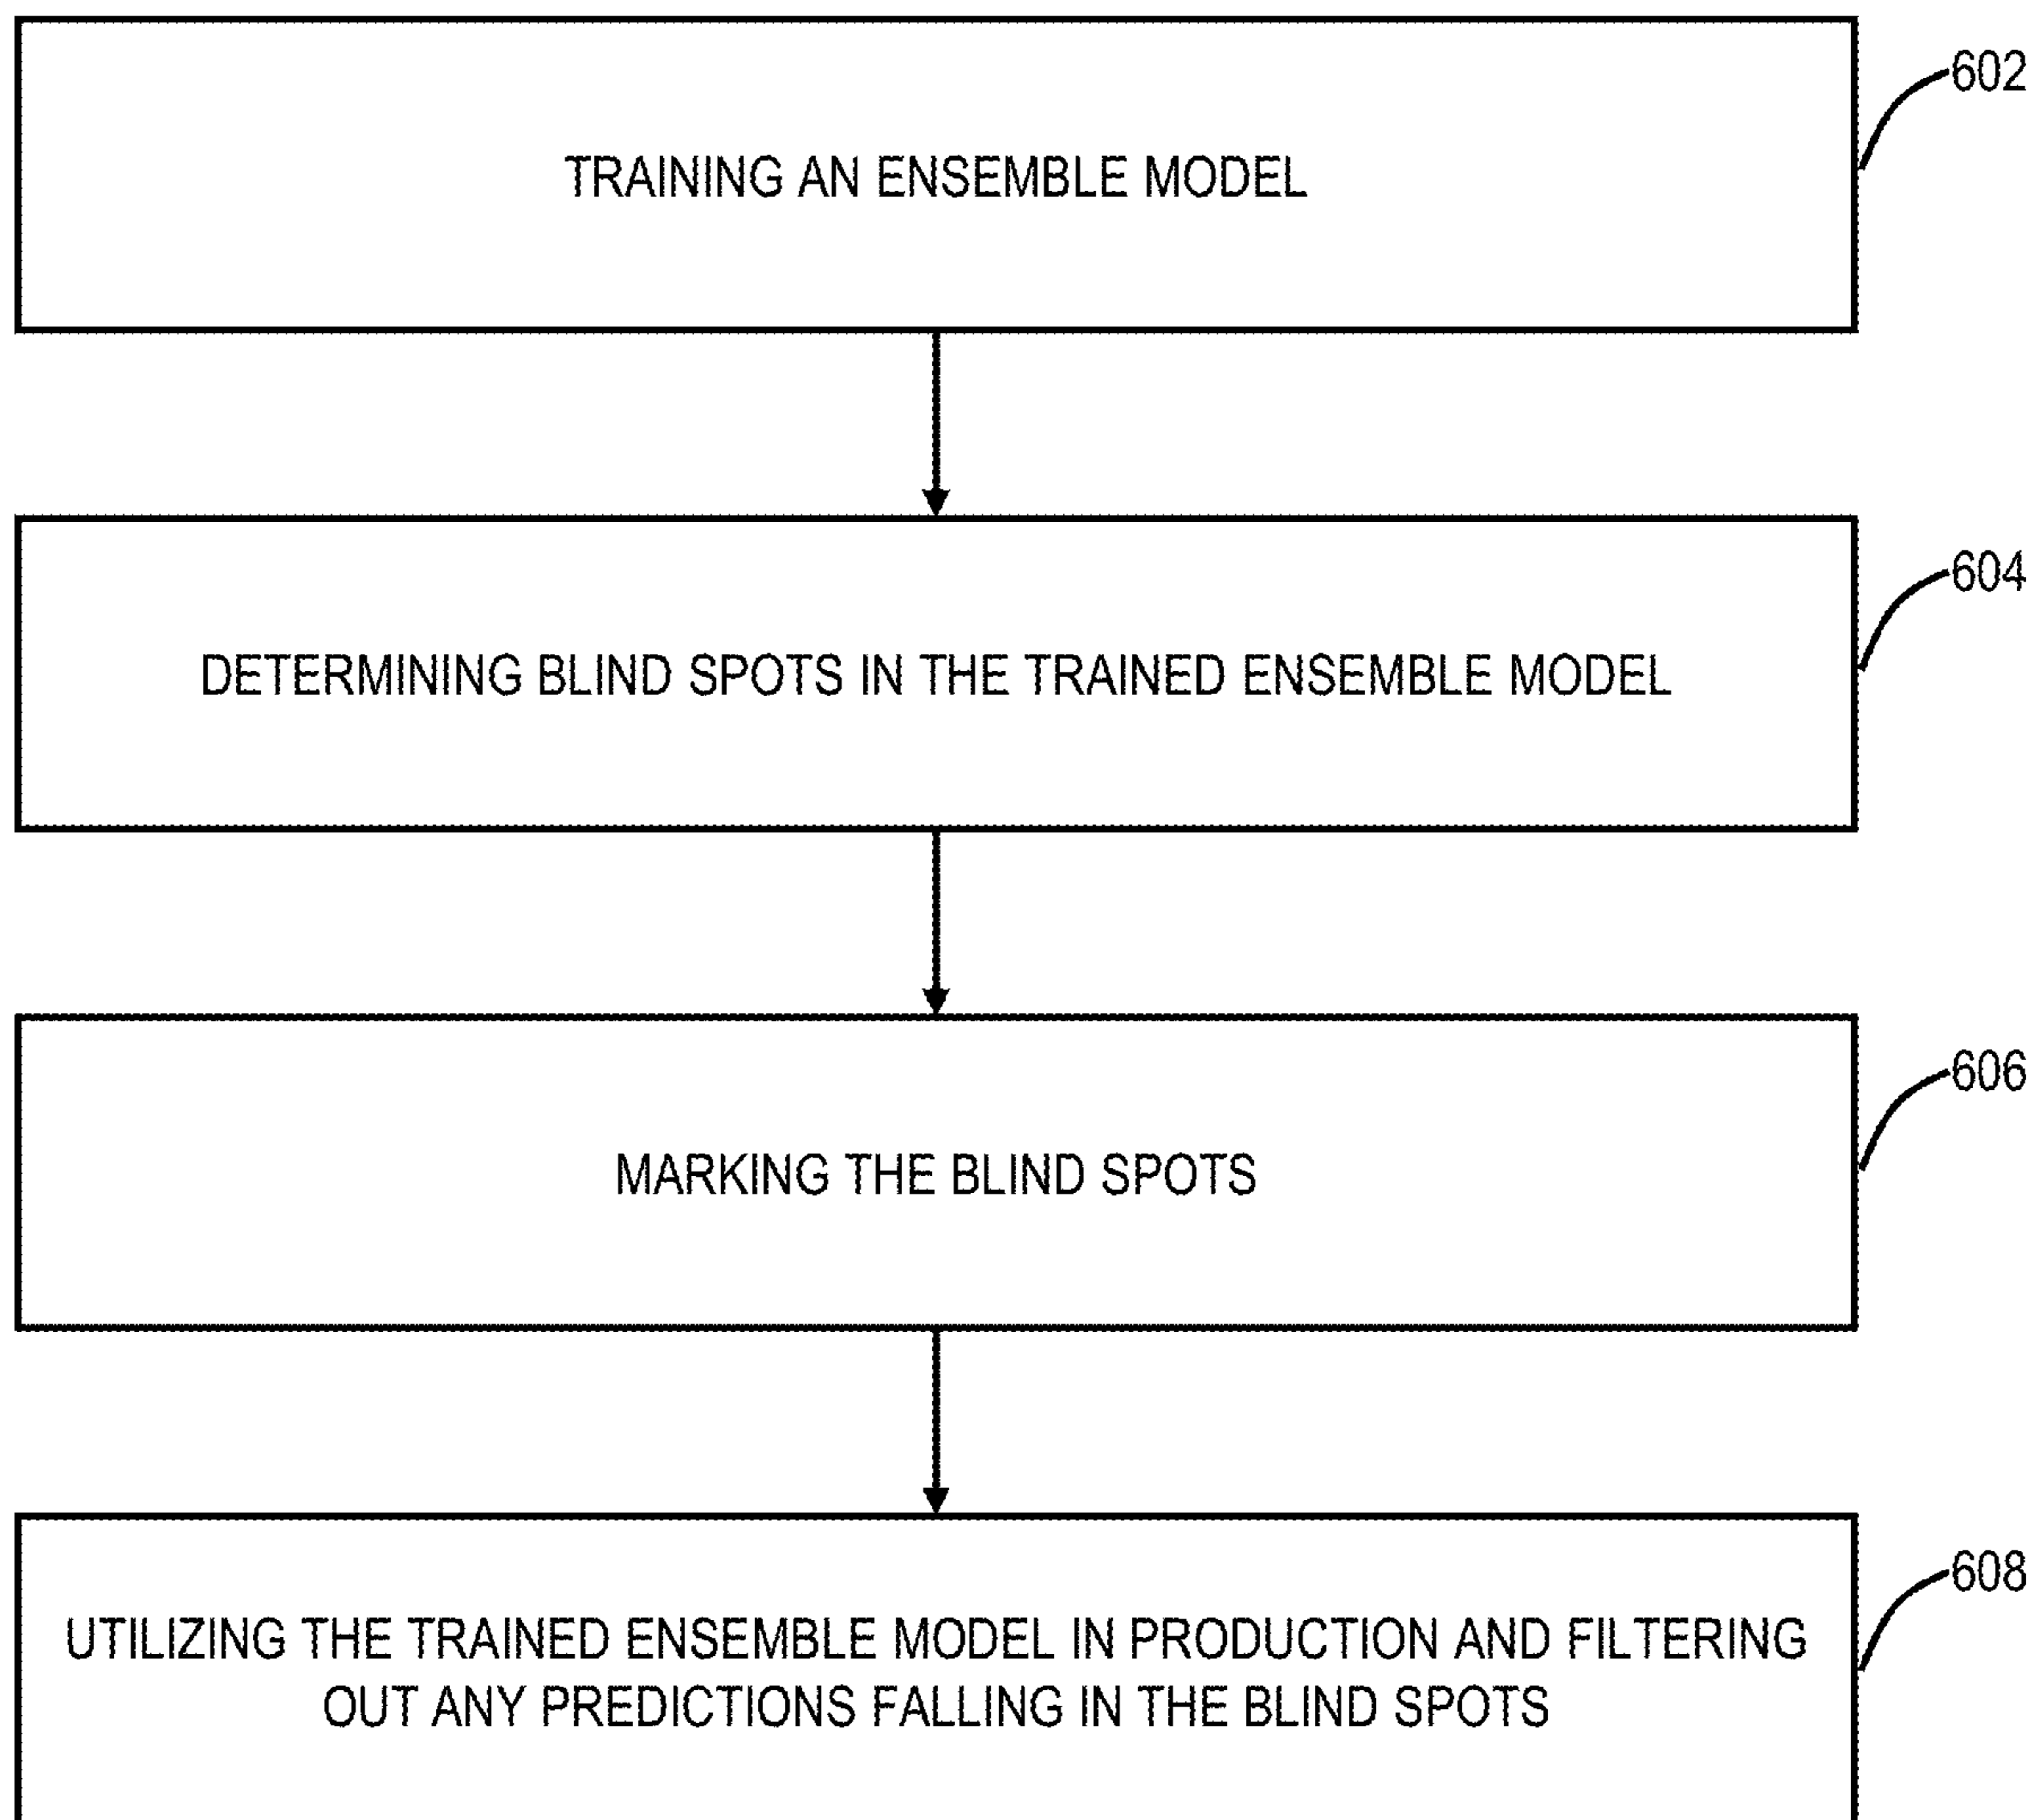 602
TRAINING AN ENSEMBLE MODEL
604
DETERMINING BLIND SPOTS IN THE TRAINED ENSEMBLE MODEL
606
MARKING THE BLIND SPOTS
608
UTILIZING THE TRAINED ENSEMBLE MODEL IN PRODUCTION AND FILTERING
OUT ANY PREDICTIONS FALLING IN THE BLIND SPOTS